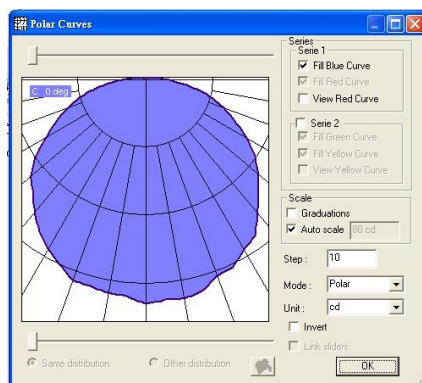 Polar Curves
C_ 0 deg
Series
Serie 1
Fill Blue Curve
Fill Red Curve
View Red Curve
Serie 2
Fill Green Curve
Fill Yellow Curve
View Yellow Curve
Scale
Graduations
Auto scale 80 cd
Step : 10
Mode : Polar
Unit : cd
Invert
Link sliders
Same distribution Other distribution OK